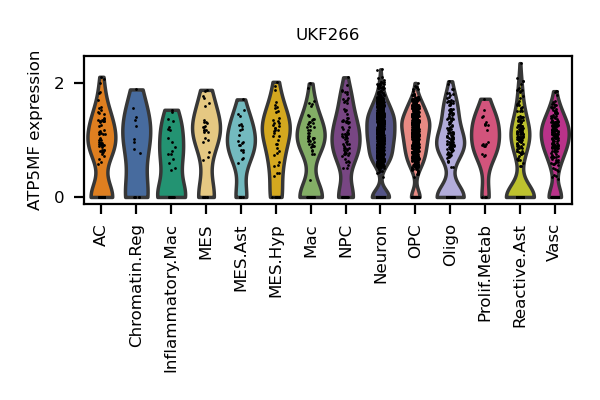 UKF266
ATP5MF expression
2
0
AC
Chromatin.Reg
Inflammatory.Mac
MES
MES.Ast
MES.Hyp
Mac
NPC
Neuron
OPC
Oligo
Prolif.Metab
Reactive.Ast
Vasc